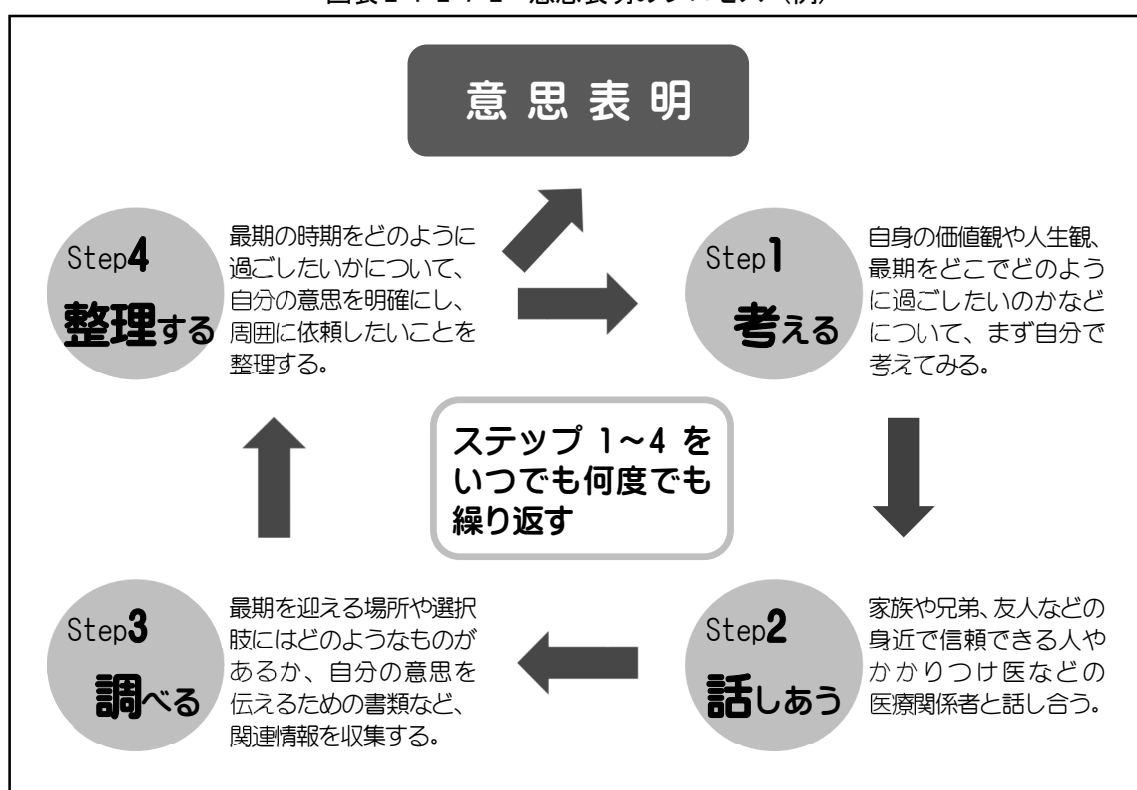 意思表明
Step1
考える
自身の価値観や人生観、
最期をどこでどのよう
に過ごしたいのかなど
について、まず自分で
考えてみる。
Step2
話しあう
家族や兄弟、友人などの
身近で信頼できる人や
かかりつけ医などの
医療関係者と話し合う。
Step3
調べる
最期を迎える場所や選択
肢にはどのようなものが
あるか、自分の意思を
伝えるための書類など、
関連情報を収集する。
Step4
整理する
最期の時期をどのように
過ごしたいかについて、
自分の意思を明確にし、
周囲に依頼したいことを
整理する。
ステップ 1~4 を
いつでも何度でも
繰り返す